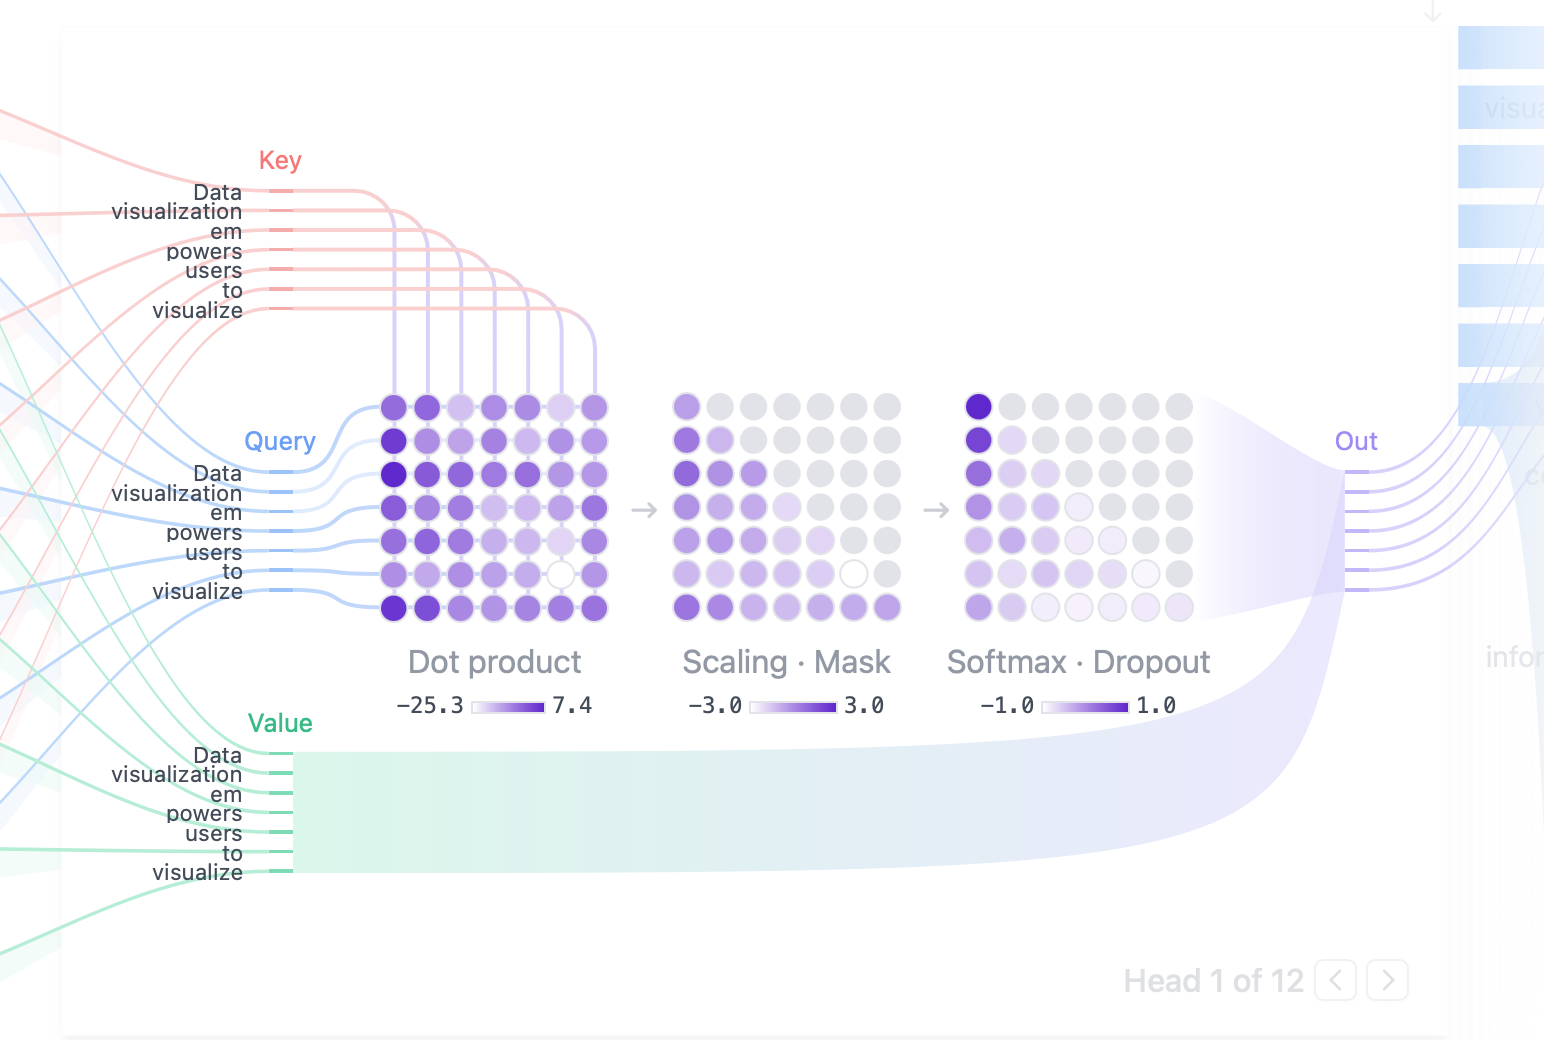 Key
Data
visualization
em
powers
users
to
visualize
Query
Data
visualization
em
powers
users
to
visualize
Out
Dot product
Scaling · Mask
Softmax · Dropout
-25.3 7.4
-3.0 3.0
-1.0 1.0
Value
Data
visualization
em
powers
users
to
visualize
Head 1 of 12